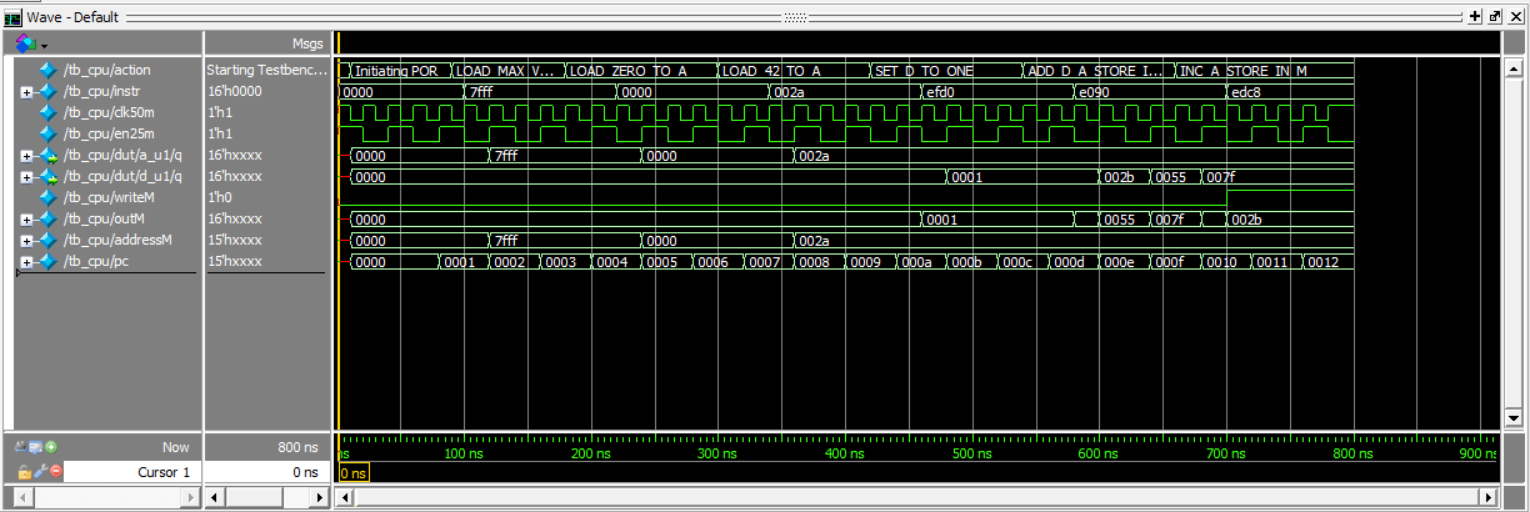 Wave - Default
Msgs
/tb_cpu/action Starting Testbenc... Initiating POR LOAD MAX V... LOAD ZERO TO A LOAD 42 TO A SET D TO ONE ADD D A STORE I... INC A STORE IN M
/tb_cpu/instr 16'h0000 0000 7fff 0000 002a efd0 e090 edc8
/tb_cpu/clk50m 1'h1
/tb_cpu/en25m 1'h1
/tb_cpu/dut/a_u1/q 16'hxxxx 0000 7fff 0000 002a
/tb_cpu/dut/d_u1/q 16'hxxxx 0000 0001 002b 0055 007f
/tb_cpu/writeM 1'h0
/tb_cpu/outM 16'hxxxx 0000 0001 0055 007f 002b
/tb_cpu/addressM 15'hxxxx 0000 7fff 0000 002a
/tb_cpu/pc 15'hxxxx 0000 0001 0002 0003 0004 0005 0006 0007 0008 0009 000a 000b 000c 000d 000e 000f 0010 0011 0012
Now 800 ns ns 100 ns 200 ns 300 ns 400 ns 500 ns 600 ns 700 ns 800 ns 900 ns
Cursor 1 0 ns 0 ns